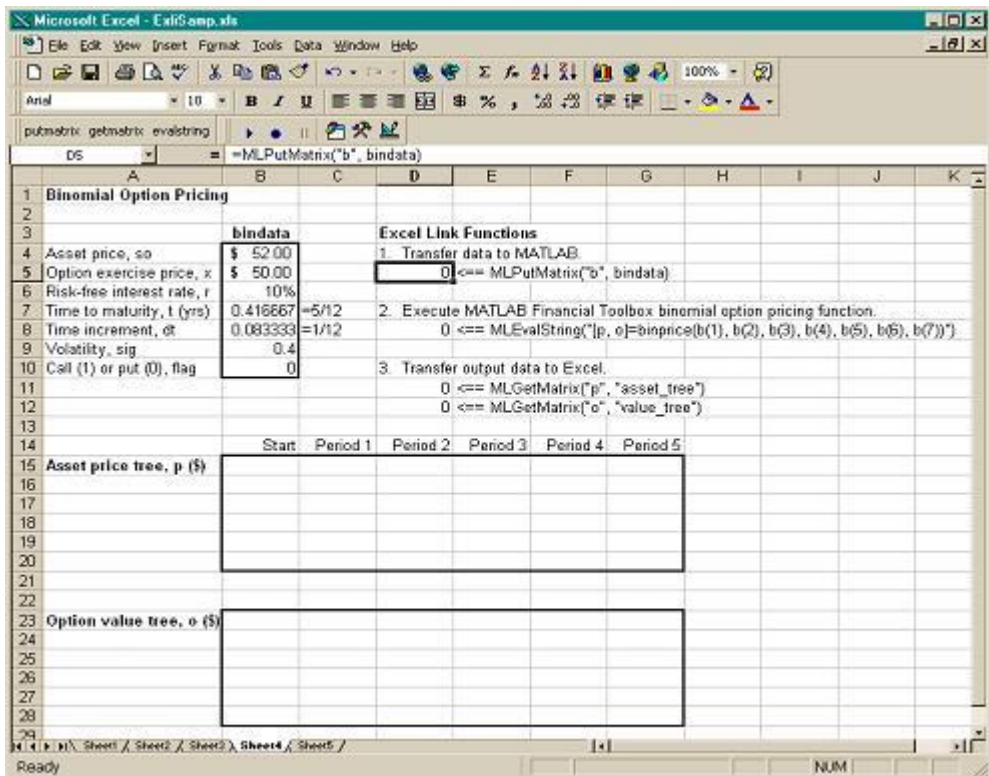 Microsoft Excel - ExliSamp.xls
File Edit View Insert Format Tools Data Window Help
100%
Arial 10 B I U $ % ,
putmatrix getmatrix evalstring
D5 = =MLPutMatrix("b", bindata)
A B C D E F G H I J K
1 Binomial Option Pricing
2
3 bindata Excel Link Functions
4 Asset price, so $ 52.00 1. Transfer data to MATLAB.
5 Option exercise price, x $ 50.00 0 <== MLPutMatrix("b", bindata)
6 Risk-free interest rate, r 10%
7 Time to maturity, t (yrs) 0.416667 =5/12 2. Execute MATLAB Financial Toolbox binomial option pricing function.
8 Time increment, dt 0.083333 =1/12 0 <== MLEvalString("[p, o]=binprice(b(1), b(2), b(3), b(4), b(5), b(6), b(7))")
9 Volatility, sig 0.4
10 Call (1) or put (0), flag 0 3. Transfer output data to Excel.
11 0 <== MLGetMatrix("p", "asset_tree")
12 0 <== MLGetMatrix("o", "value_tree")
13
14 Start Period 1 Period 2 Period 3 Period 4 Period 5
15 Asset price tree, p ($)
16
17
18
19
20
21
22
23 Option value tree, o ($)
24
25
26
27
28
29
Sheet1 / Sheet2 / Sheet3 \ Sheet4 / Sheet5 /
Ready NUM